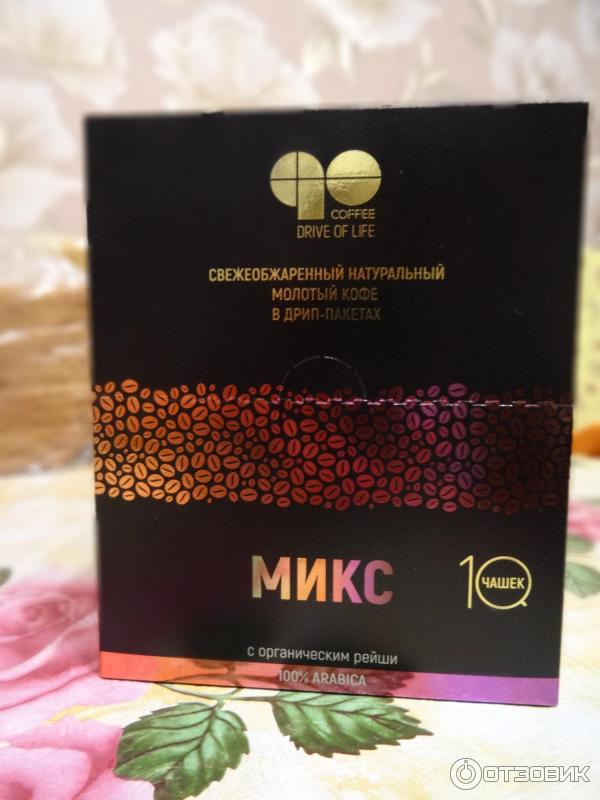 COFFEE
DRIVE OF LIFE
СВЕЖЕОБЖАРЕННЫЙ НАТУРАЛЬНЫЙ
МОЛОТЫЙ КОФЕ
В ДРИП-ПАКЕТАХ
МИКС
10 ЧАШЕК
с органическим рейши
100% ARABICA
ОТЗОВИК